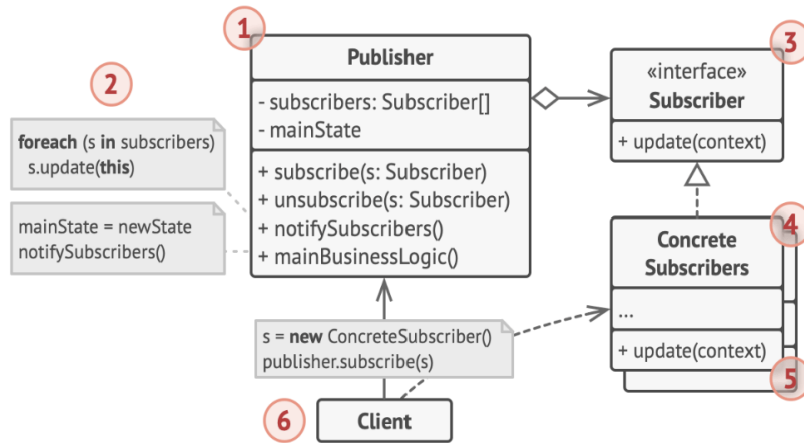 1
Publisher
- subscribers: Subscriber[]
- mainState
+ subscribe(s: Subscriber)
+ unsubscribe(s: Subscriber)
+ notifySubscribers()
+ mainBusinessLogic()
2
foreach (s in subscribers)
s.update(this)
mainState = newState
notifySubscribers()
3
«interface»
Subscriber
+ update(context)
4
Concrete
Subscribers
...
+ update(context)
5
s = new ConcreteSubscriber()
publisher.subscribe(s)
6
Client